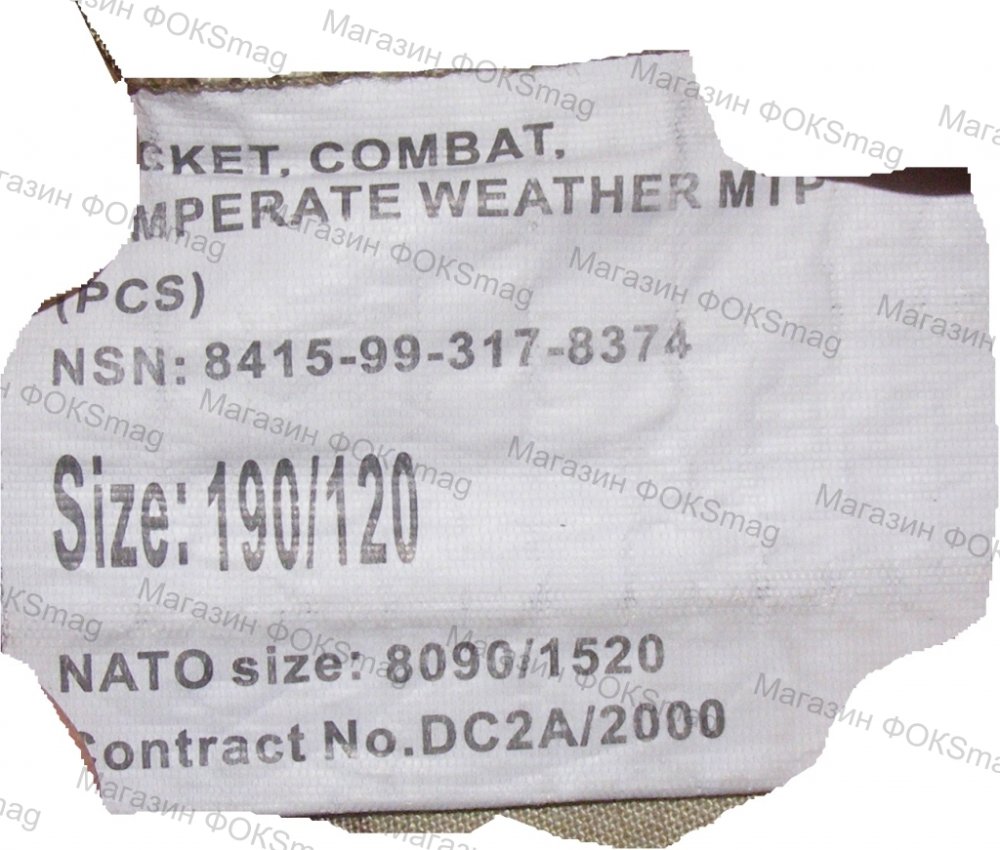 CKET, COMBAT,
MPERATE WEATHER MTP
(PCS)
NSN: 8415-99-317-8374
Size: 190/120
NATO size: 8090/1520
Contract No.DC2A/2000
Магазин ФОКSmag